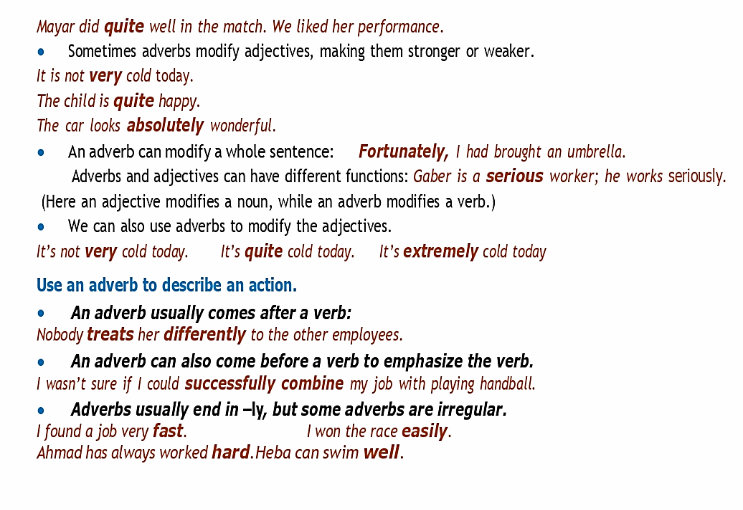 Mayar did quite well in the match. We liked her performance.
• Sometimes adverbs modify adjectives, making them stronger or weaker.
It is not very cold today.
The child is quite happy.
The car looks absolutely wonderful.
• An adverb can modify a whole sentence: Fortunately, I had brought an umbrella.
Adverbs and adjectives can have different functions: Gaber is a serious worker; he works seriously.
(Here an adjective modifies a noun, while an adverb modifies a verb.)
• We can also use adverbs to modify the adjectives.
It's not very cold today. It's quite cold today. It's extremely cold today
Use an adverb to describe an action.
• An adverb usually comes after a verb:
Nobody treats her differently to the other employees.
• An adverb can also come before a verb to emphasize the verb.
I wasn't sure if I could successfully combine my job with playing handball.
• Adverbs usually end in –ly, but some adverbs are irregular.
I found a job very fast. I won the race easily.
Ahmad has always worked hard. Heba can swim well.